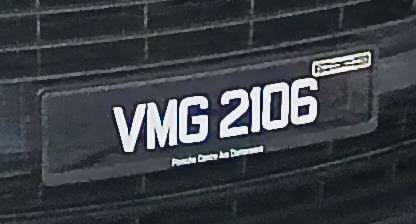 VMG 2106
Porsche Centre Ara Damansara